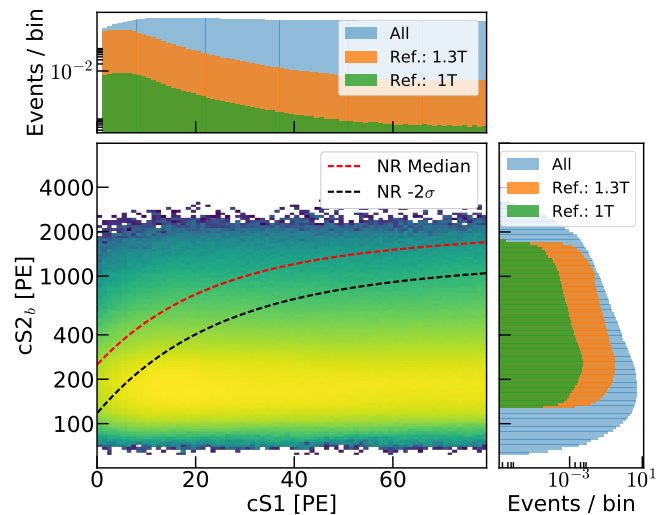 Events / bin
10⁻²
All
Ref.: 1.3T
Ref.: 1T
cS2_b [PE]
4000
2000
1000
400
200
100
NR Median
NR -2σ
0 20 40 60
cS1 [PE]
All
Ref.: 1.3T
Ref.: 1T
10⁻³ 10¹
Events / bin